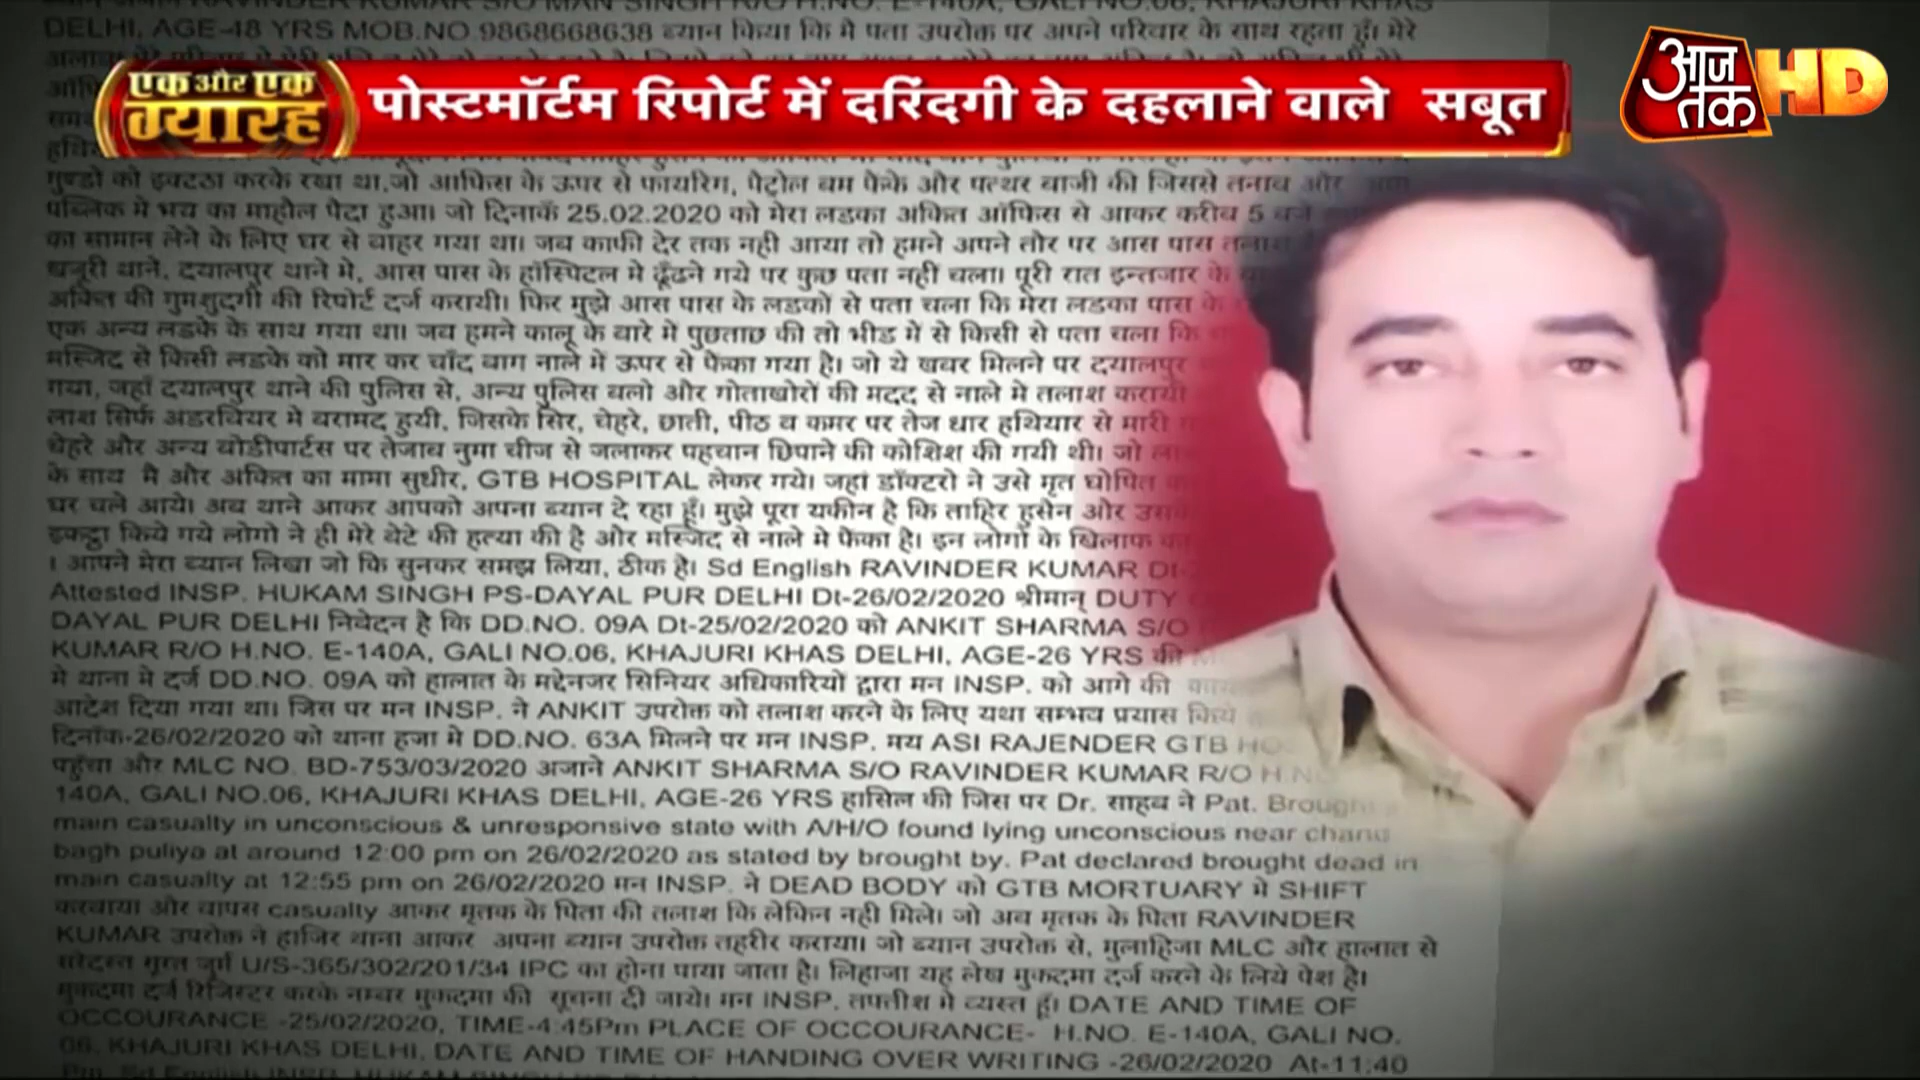 DELHI, AGE-48 YRS MOB.NO 9868668638 ब्यान किया कि मै पता उपरोक्त पर अपने परिवार के साथ रहता हूँ। मेरे
एक और एक
ग्यारह
पोस्टमॉर्टम रिपोर्ट में दरिंदगी के दहलाने वाले सबूत
आज
तक
HD
गुण्डो को इक्टठा करके रखा था,जो आफिस के ऊपर से फायरिग, पैट्रोल बम फेंके और पत्थर बाजी की जिससे तनाव और
पब्लिक मे भय का माहौल पैदा हुआ। जो दिनाकँ 25.02.2020 को मेरा लडका अंकित ऑफिस से आकर करीब 5 बजे
का सामान लेने के लिए घर से बाहर गया था। जब काफी देर तक नही आया तो हमने अपने तौर पर आस पास तलाश
खजूरी थाने, दयालपुर थाने मे, आस पास के हॉस्पिटल मे ढूँढने गये पर कुछ पता नहीं चला। पूरी रात इन्तजार के
अंकित की गुमशुदगी की रिपोर्ट दर्ज करायी। फिर मुझे आस पास के लडकों से पता चला कि मेरा लडका पास के
एक अन्य लडके के साथ गया था। जब हमने कालू के बारे मे पुछताछ की तो भीड में से किसी से पता चला कि
मस्जिद से किसी लडके को मार कर चाँद बाग नाले में ऊपर से फेंका गया है। जो ये खबर मिलने पर दयालपुर
गया, जहाँ दयालपुर थाने की पुलिस से, अन्य पुलिस बलो और गोताखोरों की मदद से नाले मे तलाश करायी
लाश सिर्फ अंडरवियर मे बरामद हुयी, जिसके सिर, चेहरे, छाती, पीठ व कमर पर तेज धार हथियार से मारी
चेहरे और अन्य बोडीपार्टस पर तेजाब नुमा चीज से जलाकर पहचान छिपाने की कोशिश की गयी थी। जो
के साथ मै और अंकित का मामा सुधीर, GTB HOSPITAL लेकर गये। जहां डॉक्टरो ने उसे मृत घोषित
घर चले आये। अब थाने आकर आपको अपना ब्यान दे रहा हूँ। मुझे पूरा यकीन है कि ताहिर हुसेन और
इकट्ठा किये गये लोगो ने ही मेरे बेटे की हत्या की है और मस्जिद से नाले मे फैंका है। इन लोगों के खिलाफ
। आपने मेरा ब्यान लिखा जो कि सुनकर समझ लिया, ठीक है। Sd English RAVINDER KUMAR
Attested INSP. HUKAM SINGH PS-DAYAL PUR DELHI Dt-26/02/2020 श्रीमान् DUTY
DAYAL PUR DELHI निवेदन है कि DD.NO. 09A Dt-25/02/2020 को ANKIT SHARMA S/O
KUMAR R/O H.NO. E-140A, GALI NO.06, KHAJURI KHAS DELHI, AGE-26 YRS की
मे थाना मे दर्ज DD.NO. 09A को हालात के मद्देनजर सिनियर अधिकारियों द्वारा मन INSP. को आगे की
आदेश दिया गया था। जिस पर मन INSP. ने ANKIT उपरोक्त को तलाश करने के लिए यथा सम्भव प्रयास किये
दिनाँक-26/02/2020 को थाना हजा मे DD.NO. 63A मिलने पर मन INSP. मय ASI RAJENDER GTB
पहुँचा और MLC NO. BD-753/03/2020 अजाने ANKIT SHARMA S/O RAVINDER KUMAR R/O
140A, GALI NO.06, KHAJURI KHAS DELHI, AGE-26 YRS हासिल की जिस पर Dr. साहब ने Pat. Brought
main casualty in unconscious & unresponsive state with A/H/O found lying unconscious near chand
bagh puliya at around 12:00 pm on 26/02/2020 as stated by brought by. Pat declared brought dead in
main casualty at 12:55 pm on 26/02/2020 मन INSP. ने DEAD BODY को GTB MORTUARY मे SHIFT
करवाया और वापस casualty आकर मृतक के पिता की तलाश कि लेकिन नही मिले। जो अब मृतक के पिता RAVINDER
KUMAR उपरोक्त ने हाजिर थाना आकर अपना ब्यान उपरोक्त तहरीर कराया। जो ब्यान उपरोक्त से, मुलाहिजा MLC और हालात से
सरेदस्त सुरत जुर्म U/S-365/302/201/34 IPC का होना पाया जाता है। लिहाजा यह लेख मुकदमा दर्ज करने के लिये पेश है।
मुकदमा दर्ज रजिस्टर करके नम्बर मुकदमा की सूचना दी जाये। मन INSP. तफ्तीश मे व्यस्त हूँ। DATE AND TIME OF
OCCOURANCE -25/02/2020, TIME-4:45Pm PLACE OF OCCOURANCE- H.NO. E-140A, GALI NO.
06, KHAJURI KHAS DELHI, DATE AND TIME OF HANDING OVER WRITING -26/02/2020 At-11:40